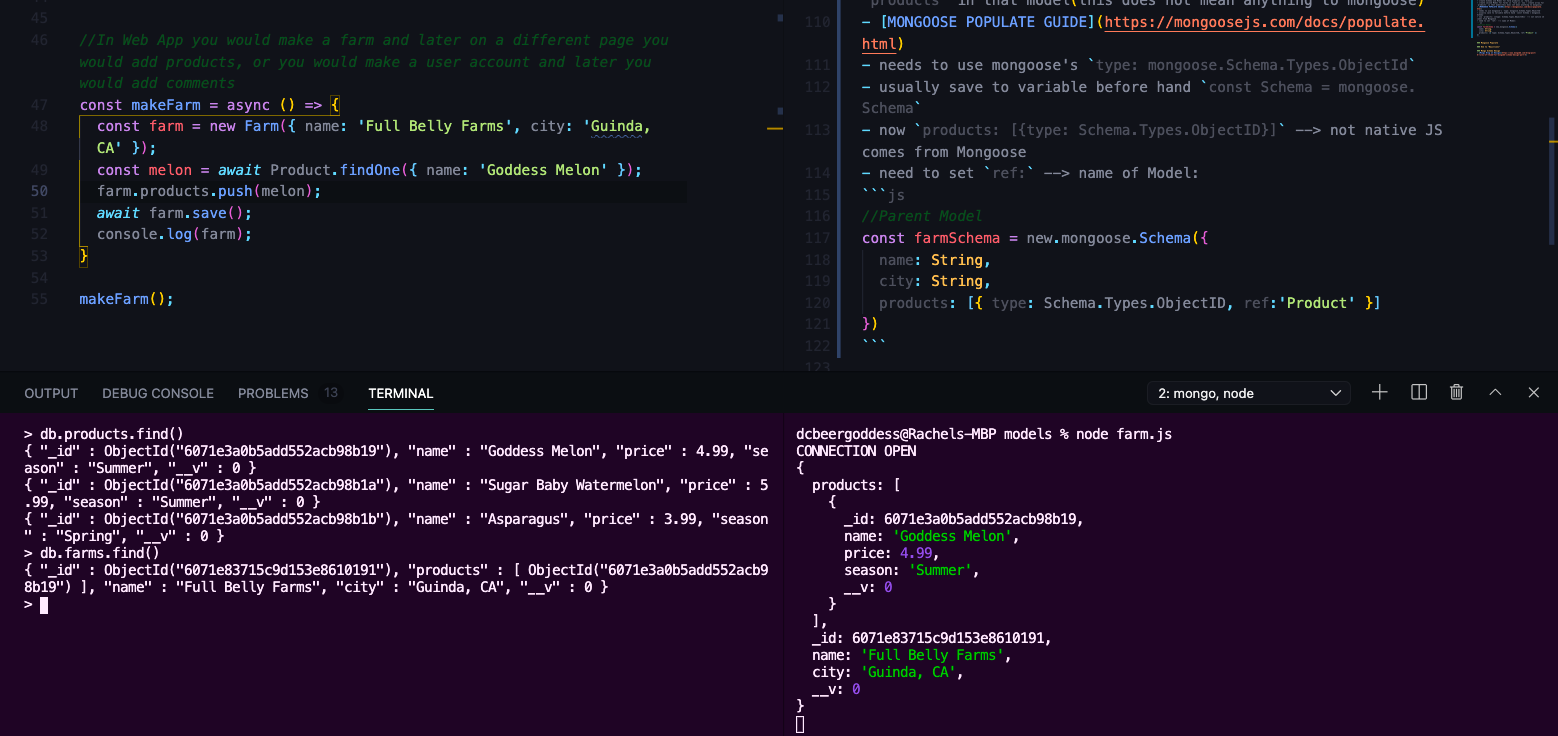 45
46 //In Web App you would make a farm and later on a different page you
would add products, or you would make a user account and later you
would add comments
47 const makeFarm = async () => {
48 const farm = new Farm({ name: 'Full Belly Farms', city: 'Guinda,
CA' });
49 const melon = await Product.findOne({ name: 'Goddess Melon' });
50 farm.products.push(melon);
51 await farm.save();
52 console.log(farm);
53 }
54
55 makeFarm();
"products" in that model(this does not mean anything to mongoose)
110 - [MONGOOSE POPULATE GUIDE](https://mongoosejs.com/docs/populate.
html)
111 - needs to use mongoose's `type: mongoose.Schema.Types.ObjectId`
112 - usually save to variable before hand `const Schema = mongoose.
Schema`
113 - now `products: [{type: Schema.Types.ObjectID}]` --> not native JS
comes from Mongoose
114 - need to set `ref:` --> name of Model:
115 ```js
116 //Parent Model
117 const farmSchema = new.mongoose.Schema({
118 name: String,
119 city: String,
120 products: [{ type: Schema.Types.ObjectID, ref:'Product' }]
121 })
122 ```
123
OUTPUT DEBUG CONSOLE PROBLEMS 13 TERMINAL 2: mongo, node
> db.products.find()
{ "_id" : ObjectId("6071e3a0b5add552acb98b19"), "name" : "Goddess Melon", "price" : 4.99, "se
ason" : "Summer", "__v" : 0 }
{ "_id" : ObjectId("6071e3a0b5add552acb98b1a"), "name" : "Sugar Baby Watermelon", "price" : 5
.99, "season" : "Summer", "__v" : 0 }
{ "_id" : ObjectId("6071e3a0b5add552acb98b1b"), "name" : "Asparagus", "price" : 3.99, "season
" : "Spring", "__v" : 0 }
> db.farms.find()
{ "_id" : ObjectId("6071e83715c9d153e8610191"), "products" : [ ObjectId("6071e3a0b5add552acb9
8b19") ], "name" : "Full Belly Farms", "city" : "Guinda, CA", "__v" : 0 }
>
dcbeergoddess@Rachels-MBP models % node farm.js
CONNECTION OPEN
{
products: [
{
_id: 6071e3a0b5add552acb98b19,
name: 'Goddess Melon',
price: 4.99,
season: 'Summer',
__v: 0
}
],
_id: 6071e83715c9d153e8610191,
name: 'Full Belly Farms',
city: 'Guinda, CA',
__v: 0
}